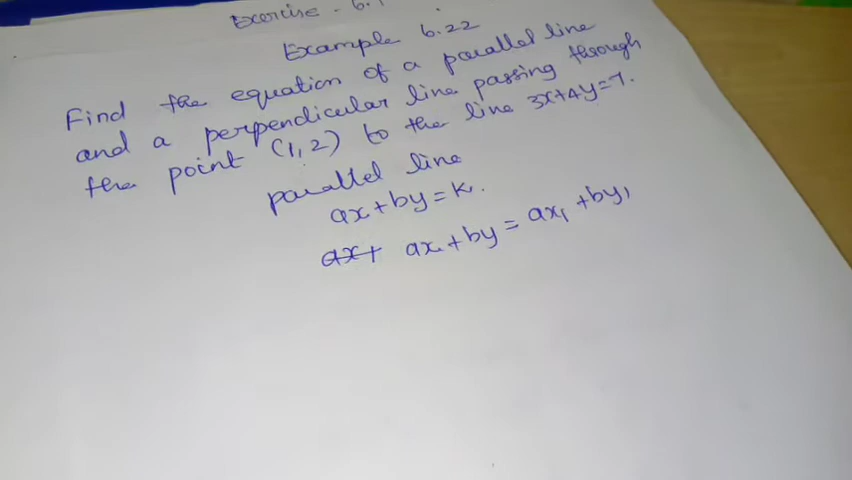 Exercise - 6.1
Example 6.22
Find the equation of a parallel line
and a perpendicular line passing through
the point (1,2) to the line 3x+4y=7.
parallel line
ax+by=k.
ax+ ax+by = ax₁ +by₁